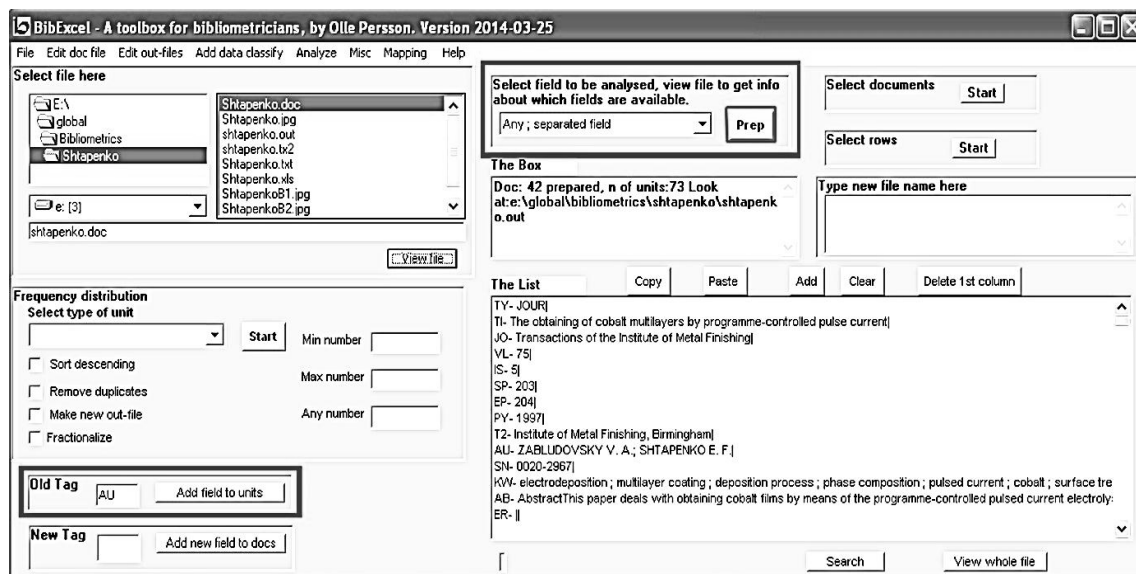 BibExcel - A toolbox for bibliometricians, by Olle Persson. Version 2014-03-25
File Edit doc file Edit out-files Add data classify Analyze Misc Mapping Help
Select file here
E:\
global
Bibliometrics
Shtapenko
e: [3]
Shtapenko.doc
Shtapenko.jpg
shtapenko.out
shtapenko.tx2
Shtapenko.txt
Shtapenko.xls
ShtapenkoB1.jpg
ShtapenkoB2.jpg
shtapenko.doc
View file
Frequency distribution
Select type of unit
Start
Sort descending
Remove duplicates
Make new out-file
Fractionalize
Min number
Max number
Any number
Old Tag
AU
Add field to units
New Tag
Add new field to docs
Select field to be analysed, view file to get info
about which fields are available.
Any ; separated field
Prep
Select documents
Start
Select rows
Start
The Box
Doc: 42 prepared, n of units:73 Look
at:e:\global\bibliometrics\shtapenko\shtapenk
o.out
Type new file name here
The List
Copy
Paste
Add
Clear
Delete 1st column
TY- JOUR|
TI- The obtaining of cobalt multilayers by programme-controlled pulse current|
JO- Transactions of the Institute of Metal Finishing|
VL- 75|
IS- 5|
SP- 203|
EP- 204|
PY- 1997|
T2- Institute of Metal Finishing, Birmingham|
AU- ZABLUDOVSKY V. A.; SHTAPENKO E. F.|
SN- 0020-2967|
KW- electrodeposition ; multilayer coating ; deposition process ; phase composition ; pulsed current ; cobalt ; surface tre
AB- AbstractThis paper deals with obtaining cobalt films by means of the programme-controlled pulsed current electroly:
ER- ||
Search
View whole file